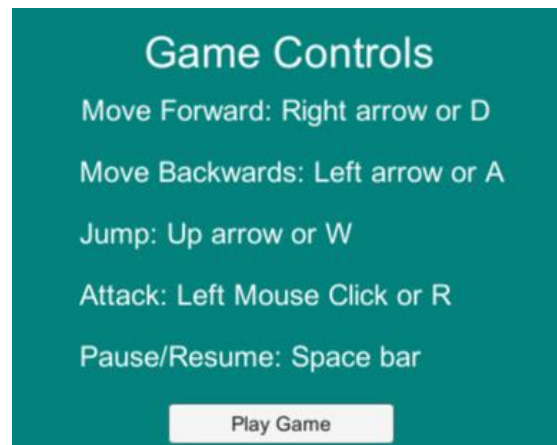 Game Controls
Move Forward: Right arrow or D
Move Backwards: Left arrow or A
Jump: Up arrow or W
Attack: Left Mouse Click or R
Pause/Resume: Space bar
Play Game